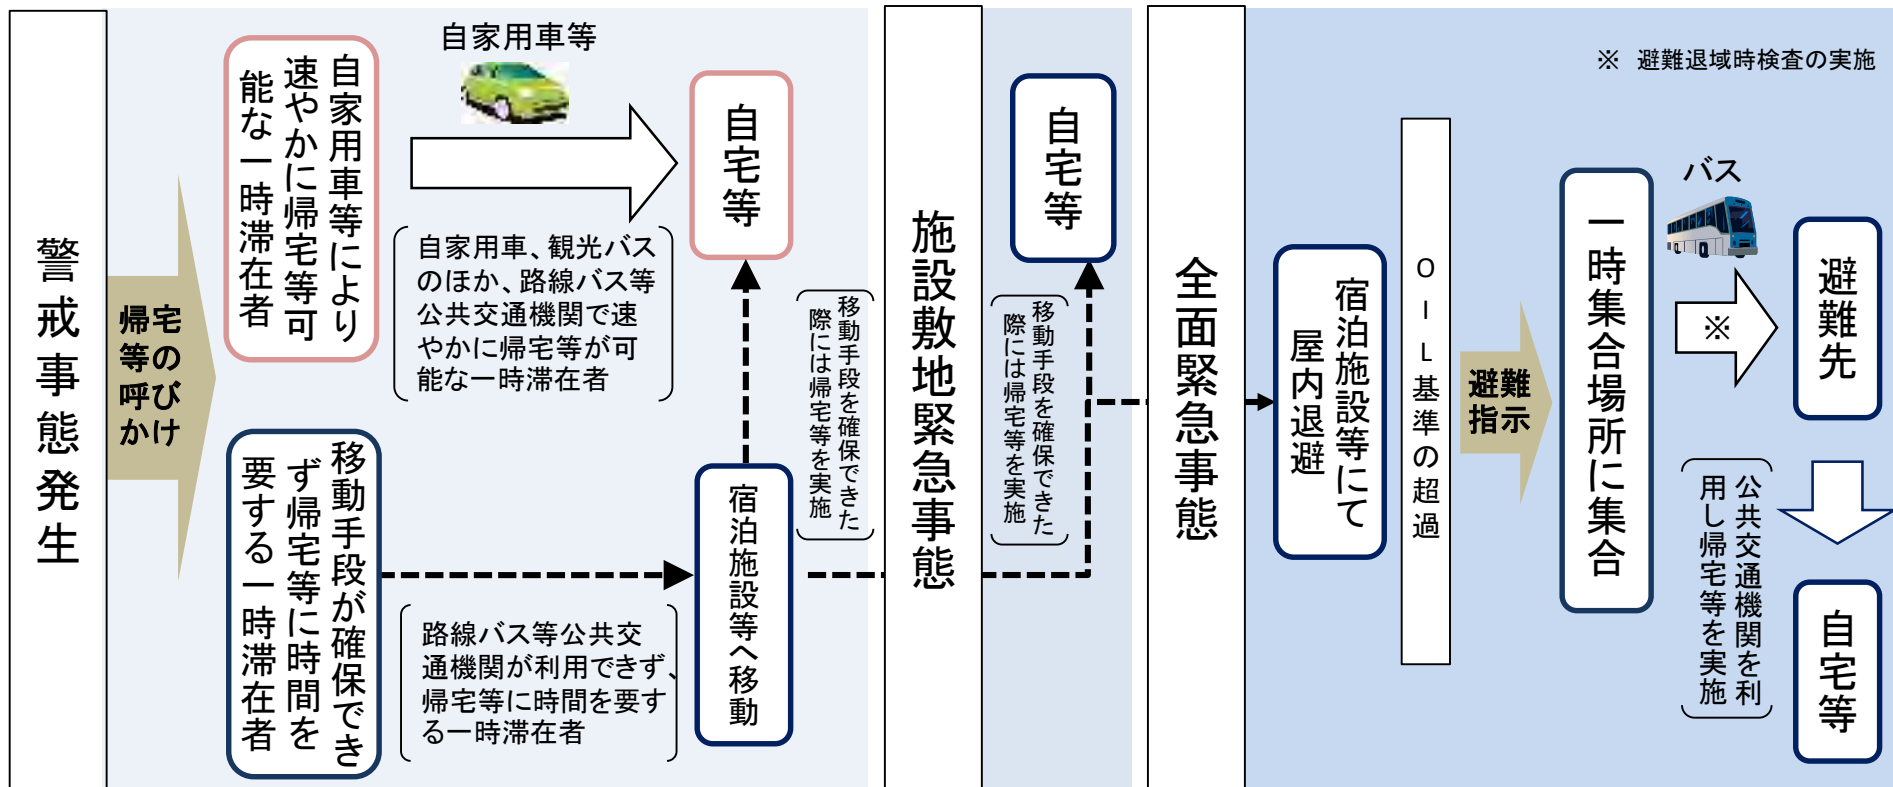 警戒事態発生
帰宅
等の
呼び
かけ
自家用車等により
速やかに帰宅等可
能な一時滞在者
自家用車等
自宅等
自家用車、観光バス
のほか、路線バス等
公共交通機関で速
やかに帰宅等が可
能な一時滞在者
移動手段が確保でき
ず帰宅等に時間を
要する一時滞在者
路線バス等公共交
通機関が利用できず、
帰宅等に時間を要す
る一時滞在者
宿泊施設等へ移動
移動手段を確保できた
際には帰宅等を実施
施設敷地緊急事態
自宅等
移動手段を確保できた
際には帰宅等を実施
全面緊急事態
宿泊施設等にて
屋内退避
OIL基準の超過
避難
指示
一時集合場所に集合
※ 避難退域時検査の実施
バス
※
避難先
公共交通機関を利
用し帰宅等を実施
自宅等